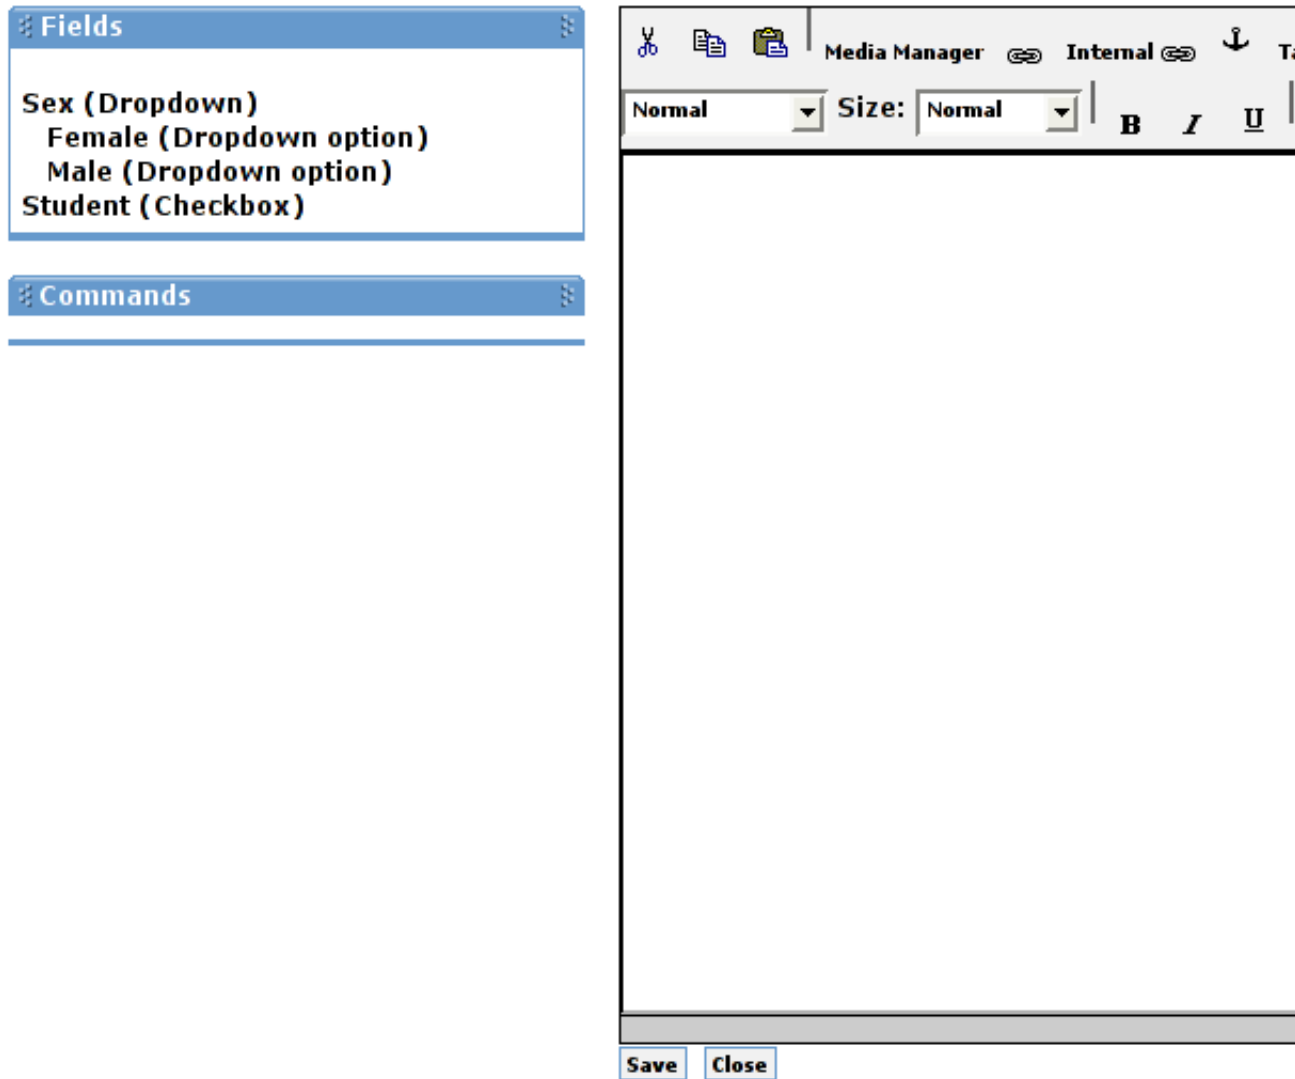 Fields
Sex (Dropdown)
Female (Dropdown option)
Male (Dropdown option)
Student (Checkbox)
Commands
Media Manager Internal
Normal Size: Normal B I U
Save Close